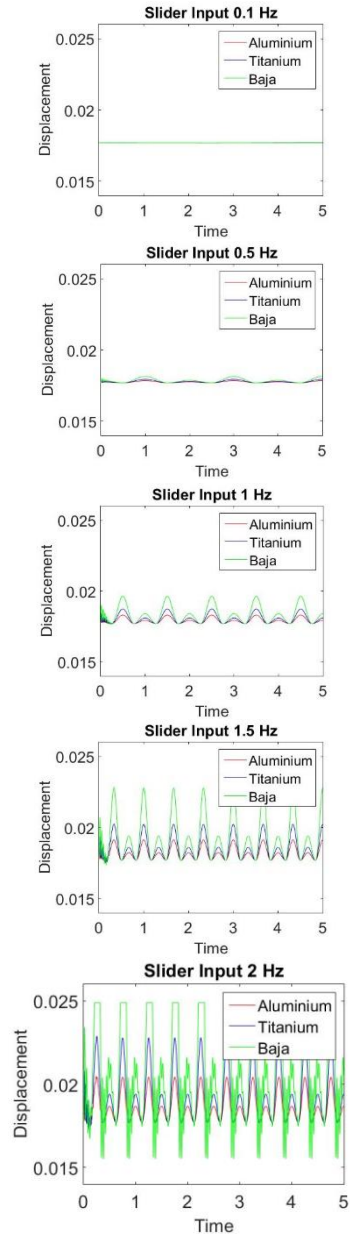 Slider Input 0.1 Hz
0.025
Aluminium
Titanium
Baja
0.02
0.015
Displacement
0 1 2 3 4 5
Time
Slider Input 0.5 Hz
0.025
Aluminium
Titanium
Baja
0.02
0.015
Displacement
0 1 2 3 4 5
Time
Slider Input 1 Hz
0.025
Aluminium
Titanium
Baja
0.02
0.015
Displacement
0 1 2 3 4 5
Time
Slider Input 1.5 Hz
0.025
Aluminium
Titanium
Baja
0.02
0.015
Displacement
0 1 2 3 4 5
Time
Slider Input 2 Hz
0.025
Aluminium
Titanium
Baja
0.02
0.015
Displacement
0 1 2 3 4 5
Time